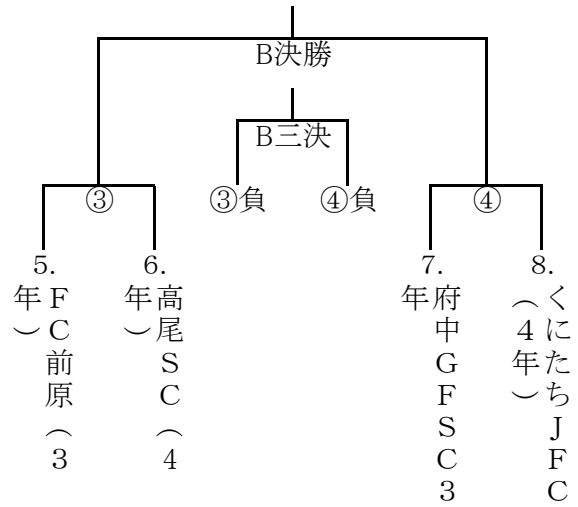 B決勝
B三決
③
③負
④負
④
5.
6.
7.
8.
FC前原（3
年）
高尾SC（4
年）
府中GFSC3
年
くにたちJFC
（4年）